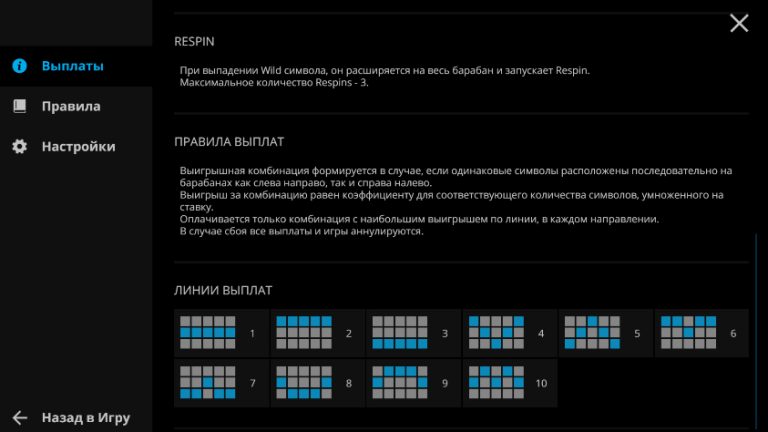 RESPIN
Выплаты
При выпадении Wild символа, он расширяется на весь барабан и запускает Respin.
Максимальное количество Respins - 3.
Правила
Настройки
ПРАВИЛА ВЫПЛАТ
Выигрышная комбинация формируется в случае, если одинаковые символы расположены последовательно на
барабанах как слева направо, так и справа налево.
Выигрыш за комбинацию равен коэффициенту для соответствующего количества символов, умноженного на
ставку.
Оплачивается только комбинация с наибольшим выигрышем по линии, в каждом направлении.
В случае сбоя все выплаты и игры аннулируются.
ЛИНИИ ВЫПЛАТ
1 2 3 4 5 6
7 8 9 10
Назад в Игру